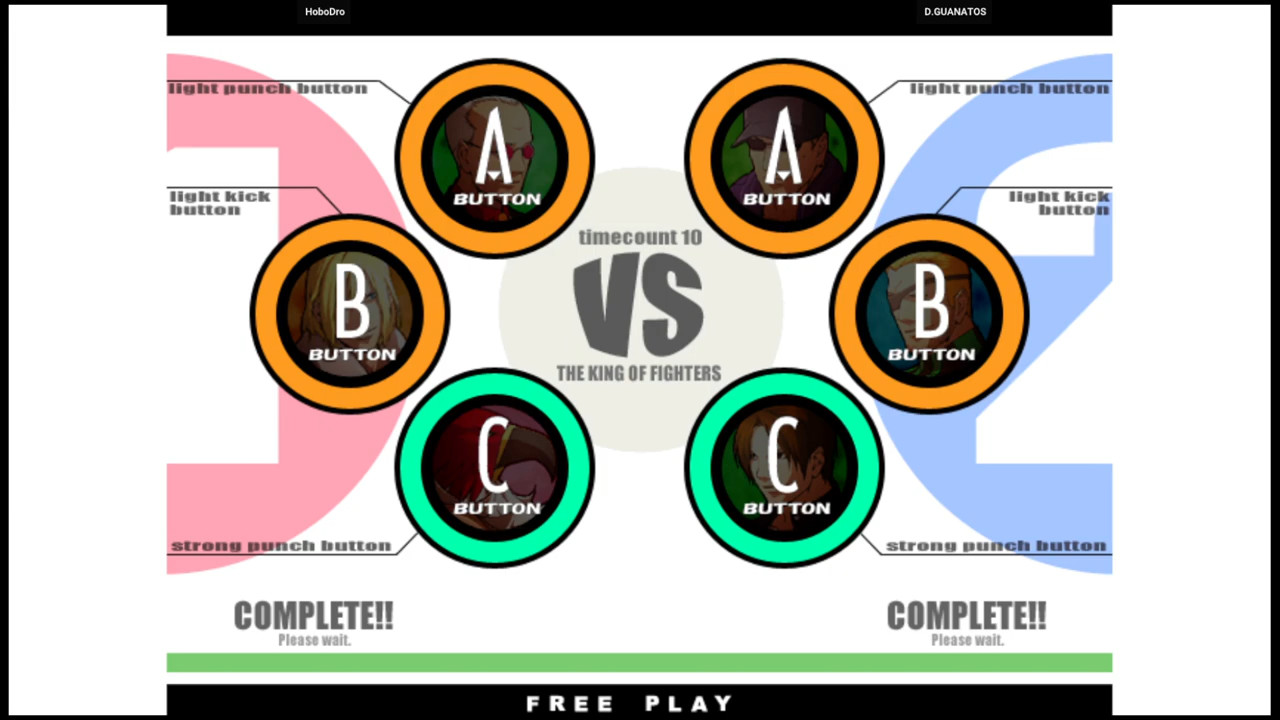 HoboDro
D.GUANATOS
light punch button
light punch button
A
BUTTON
A
BUTTON
light kick
button
light kick
button
B
BUTTON
timecount 10
VS
THE KING OF FIGHTERS
B
BUTTON
C
BUTTON
C
BUTTON
strong punch button
strong punch button
COMPLETE!!
Please wait.
COMPLETE!!
Please wait.
FREE PLAY
1
2